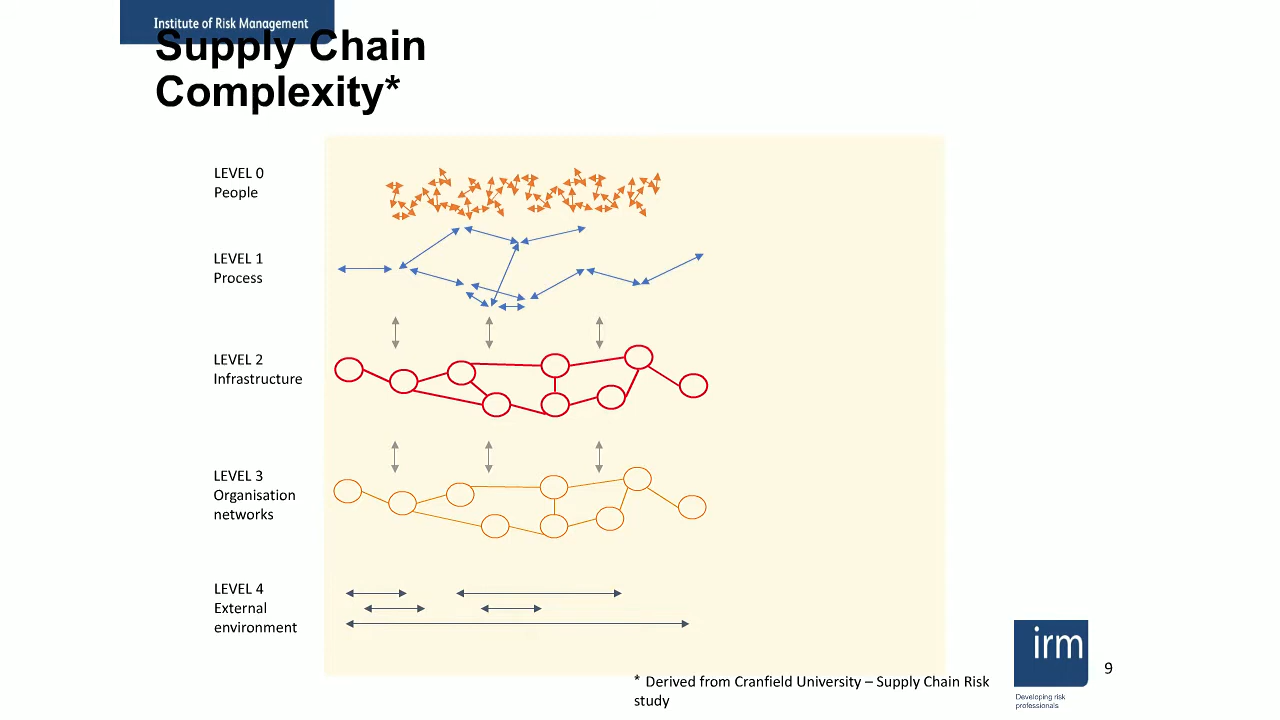 Institute of Risk Management
Supply Chain
Complexity*
LEVEL 0
People
LEVEL 1
Process
LEVEL 2
Infrastructure
LEVEL 3
Organisation
networks
LEVEL 4
External
environment
* Derived from Cranfield University – Supply Chain Risk
study
irm
Developing risk
professionals
9